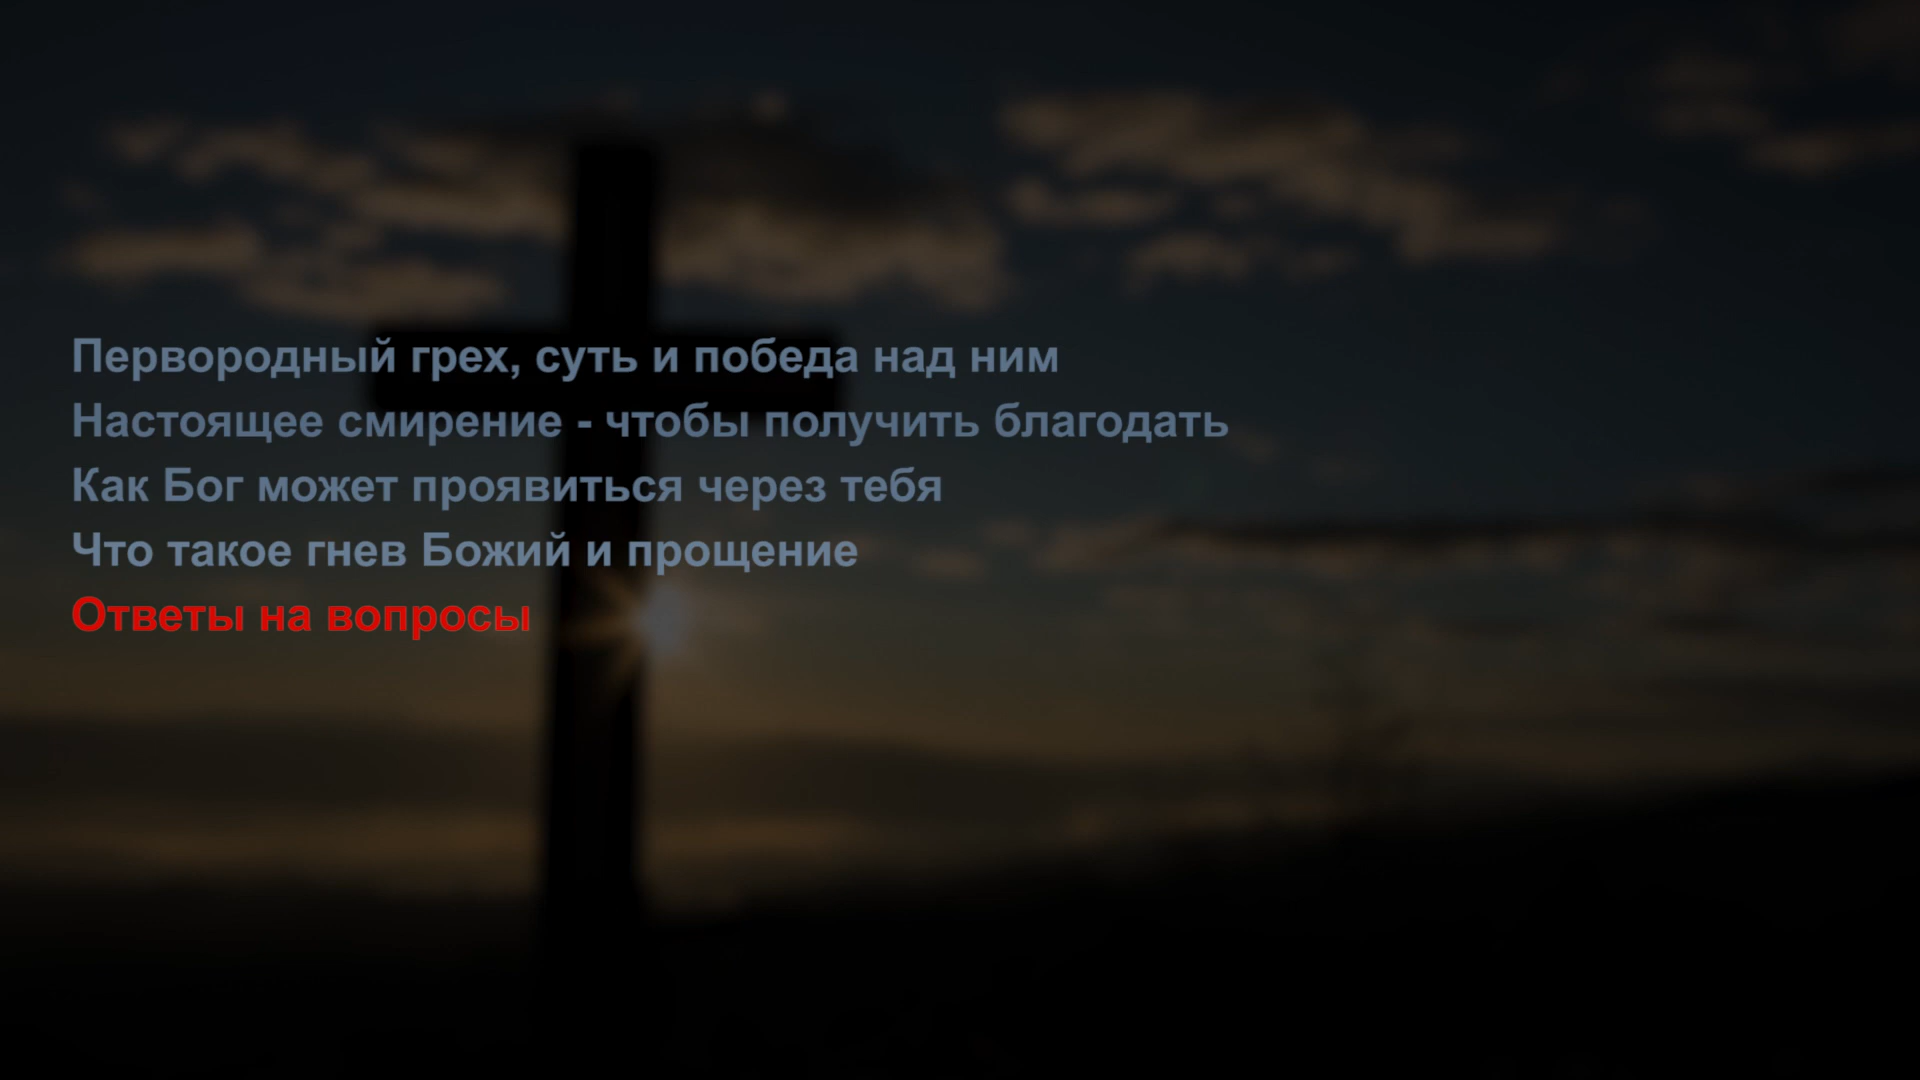 Первородный грех, суть и победа над ним
Настоящее смирение - чтобы получить благодать
Как Бог может проявиться через тебя
Что такое гнев Божий и прощение
Ответы на вопросы